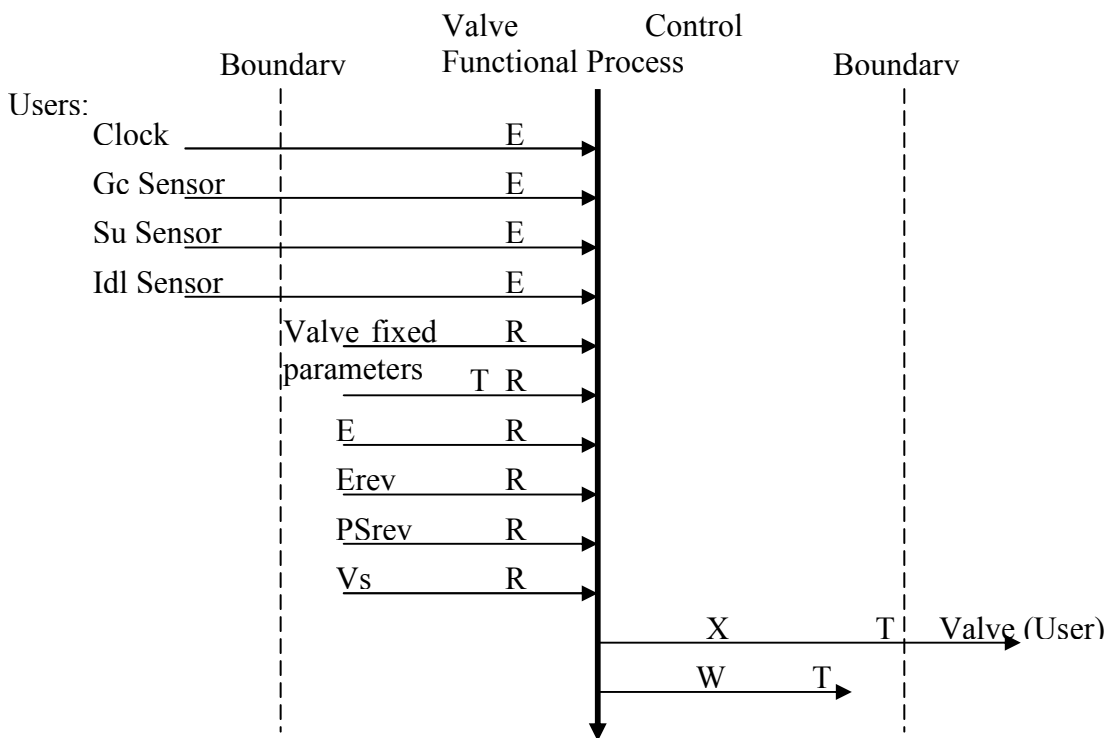 Valve Control
Boundary Functional Process Boundary
Users:
Clock E
Gc Sensor E
Su Sensor E
Idl Sensor E
Valve fixed R
parameters T R
E R
Erev R
PSrev R
Vs R
X T Valve (User)
W T